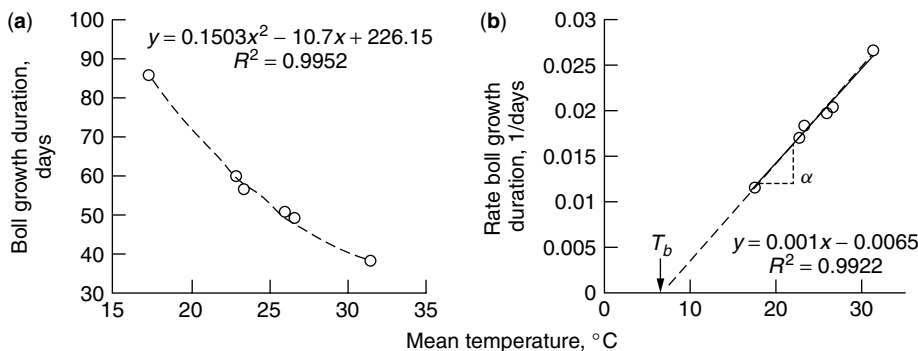 (a)
y = 0.1503x² − 10.7x + 226.15
R² = 0.9952
Boll growth duration,
days
100
90
80
70
60
50
40
30
15
20
25
30
35
(b)
Rate boll growth
duration, 1/days
0.03
0.025
0.02
0.015
0.01
0.005
0
α
T_b
y = 0.001x − 0.0065
R² = 0.9922
0
10
20
30
Mean temperature, °C